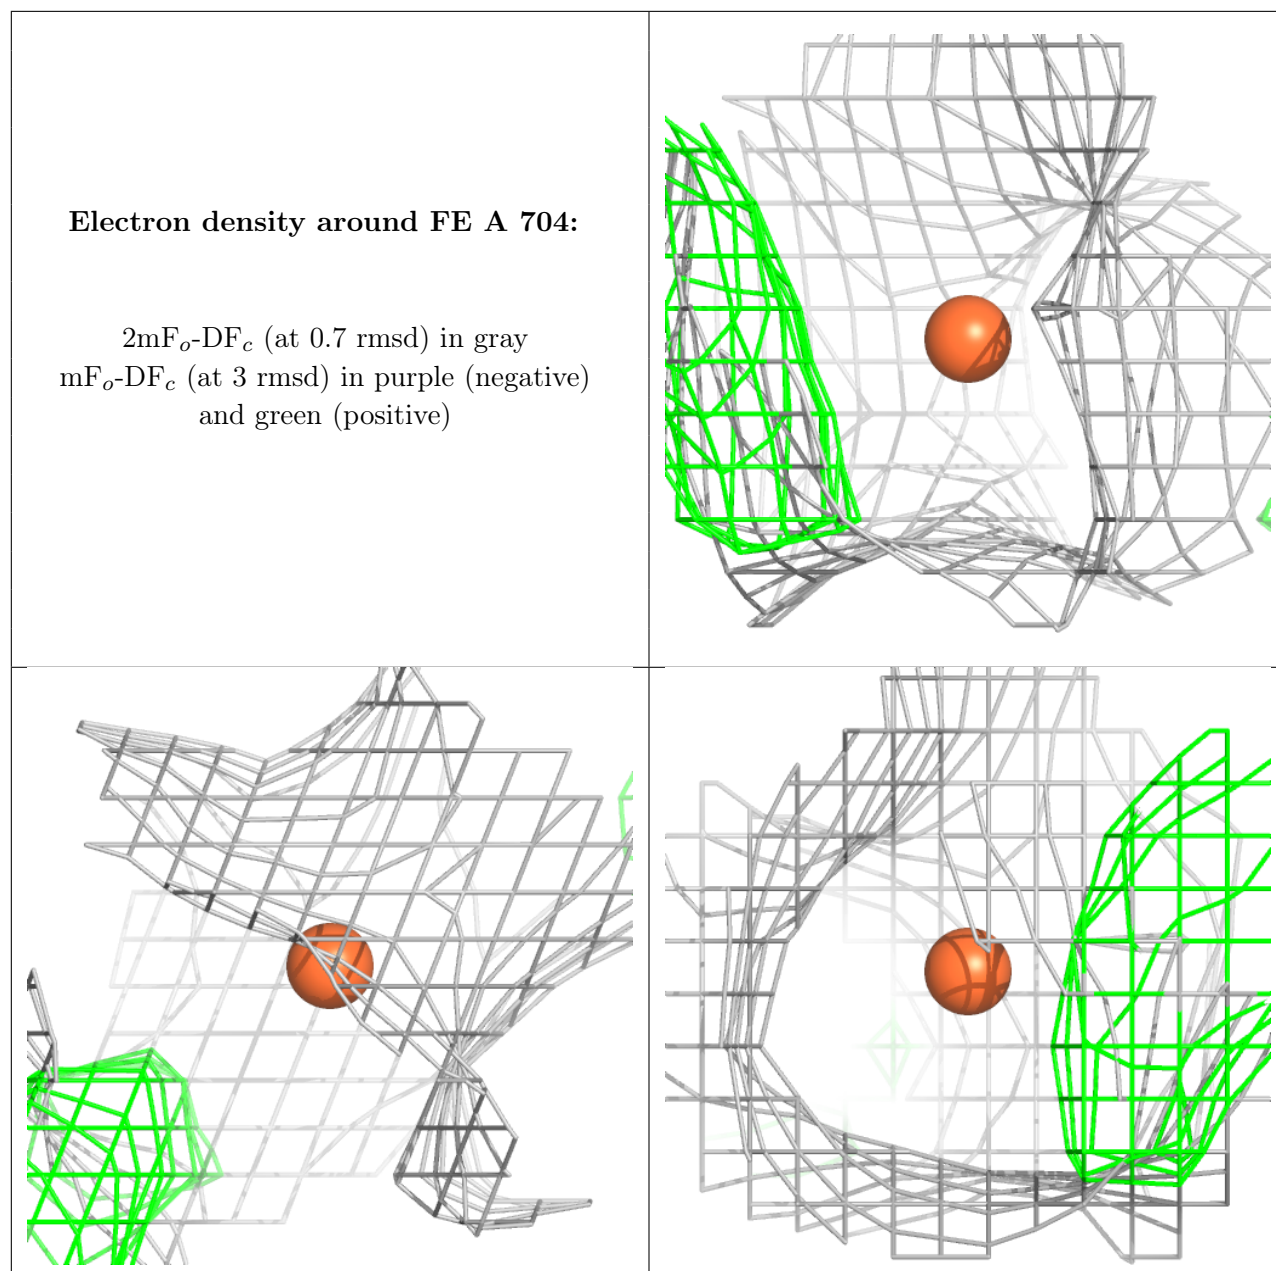 Electron density around FE A 704:
2mFo-DFc (at 0.7 rmsd) in gray
mFo-DFc (at 3 rmsd) in purple (negative)
and green (positive)